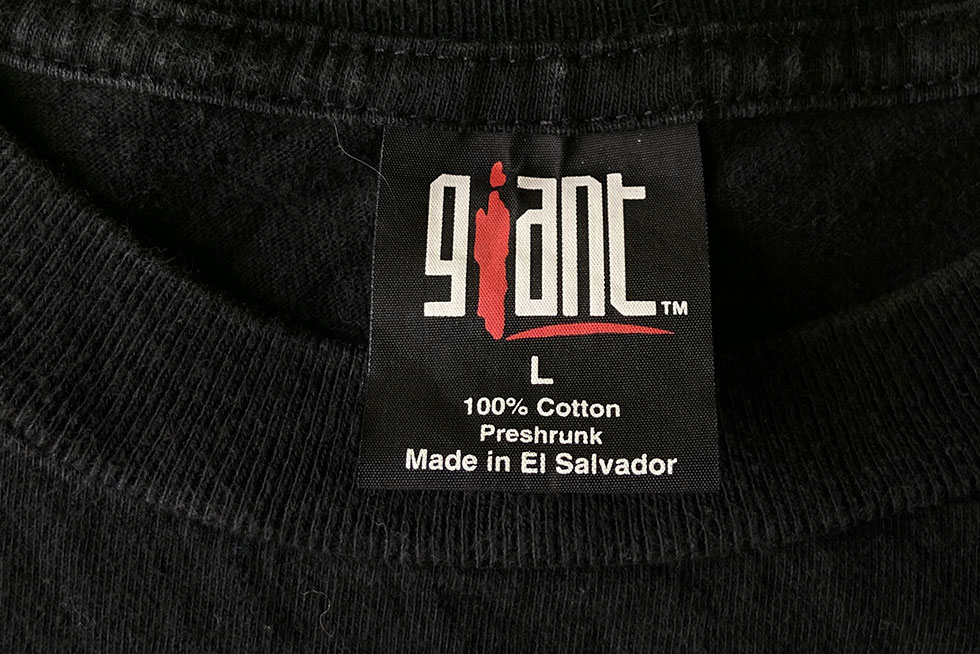 giant™
L
100% Cotton
Preshrunk
Made in El Salvador